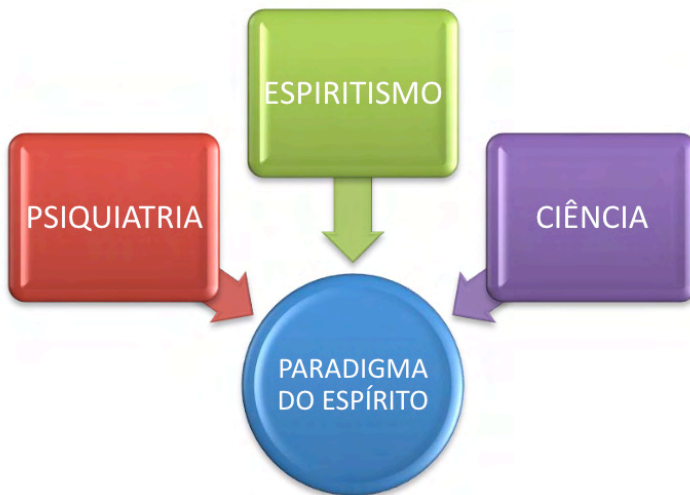 ESPIRITISMO
PSIQUIATRIA
CIÊNCIA
PARADIGMA
DO ESPÍRITO